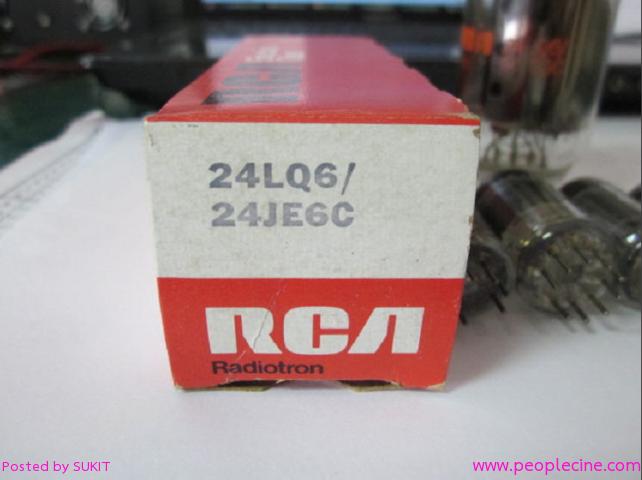 24LQ6/
24JE6C
RCA
Radiotron
Posted by SUKIT
www.peoplecine.com